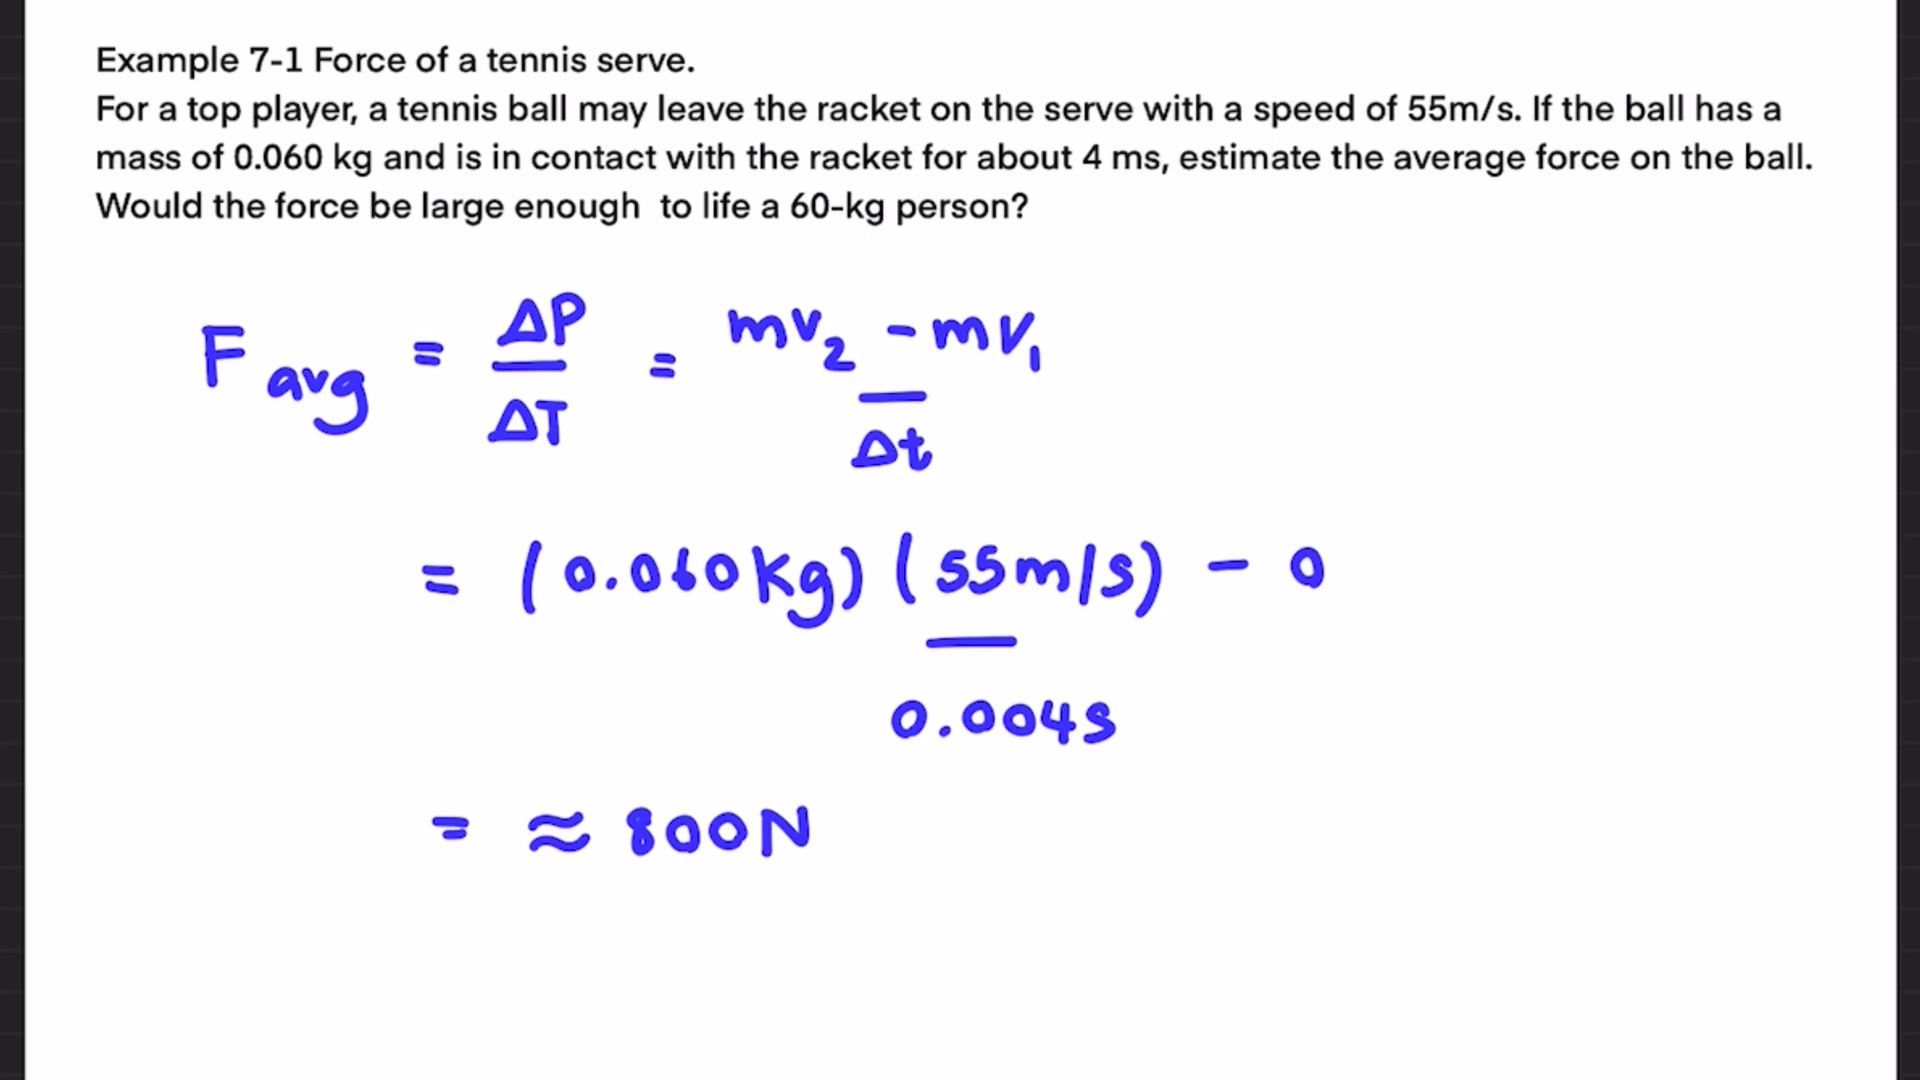 Example 7-1 Force of a tennis serve.
For a top player, a tennis ball may leave the racket on the serve with a speed of 55m/s. If the ball has a
mass of 0.060 kg and is in contact with the racket for about 4 ms, estimate the average force on the ball.
Would the force be large enough  to life a 60-kg person?
F avg = ΔP / ΔT = mv₂ - mv₁ / Δt
= (0.060kg) (55m/s) - 0 / 0.004s
= ≈ 800N